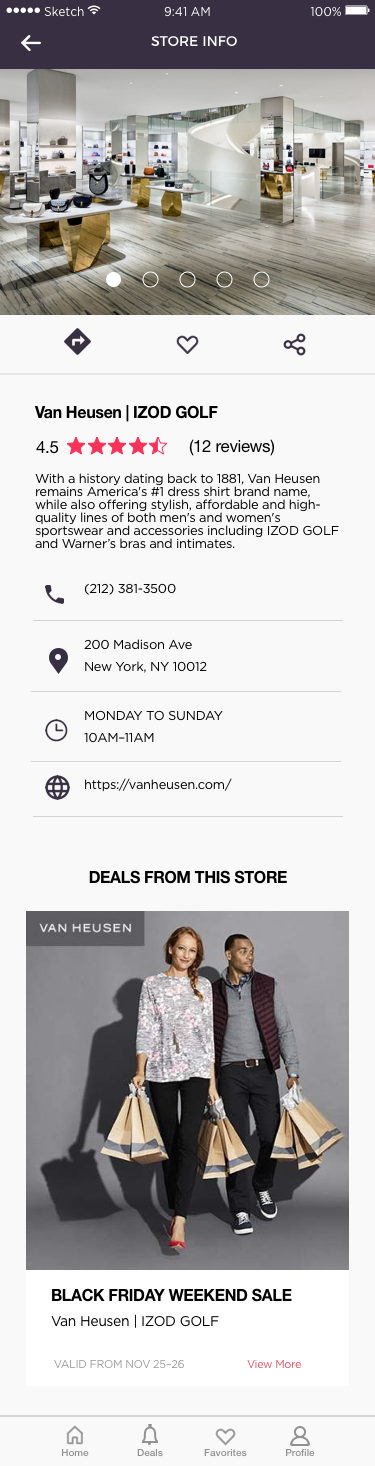 Sketch 9:41 AM 100%
STORE INFO
Van Heusen | IZOD GOLF
4.5 (12 reviews)
With a history dating back to 1881, Van Heusen
remains America's #1 dress shirt brand name,
while also offering stylish, affordable and high-
quality lines of both men's and women's
sportswear and accessories including IZOD GOLF
and Warner's bras and intimates.
(212) 381-3500
200 Madison Ave
New York, NY 10012
MONDAY TO SUNDAY
10AM–11AM
https://vanheusen.com/
DEALS FROM THIS STORE
VAN HEUSEN
BLACK FRIDAY WEEKEND SALE
Van Heusen | IZOD GOLF
VALID FROM NOV 25–26 View More
Home Deals Favorites Profile